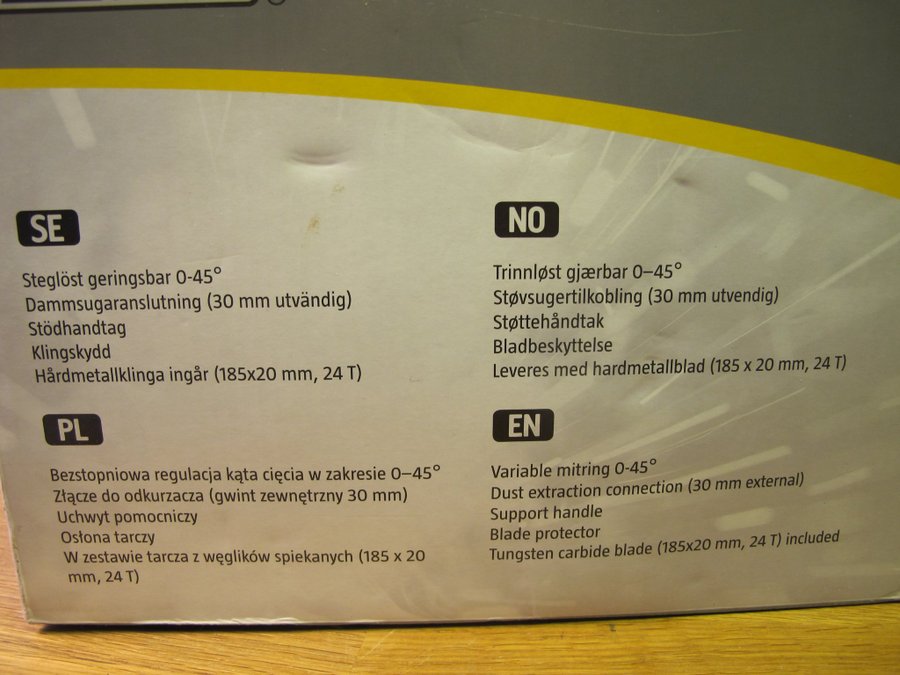 SE
Steglöst geringsbar 0-45°
Dammsugaranslutning (30 mm utvändig)
Stödhandtag
Klingskydd
Hårdmetallklinga ingår (185x20 mm, 24 T)
NO
Trinnløst gjærbar 0–45°
Støvsugertilkobling (30 mm utvendig)
Støttehåndtak
Bladbeskyttelse
Leveres med hardmetallblad (185 x 20 mm, 24 T)
PL
Bezstopniowa regulacja kąta cięcia w zakresie 0–45°
Złącze do odkurzacza (gwint zewnętrzny 30 mm)
Uchwyt pomocniczy
Osłona tarczy
W zestawie tarcza z węglików spiekanych (185 x 20
mm, 24 T)
EN
Variable mitring 0-45°
Dust extraction connection (30 mm external)
Support handle
Blade protector
Tungsten carbide blade (185x20 mm, 24 T) included